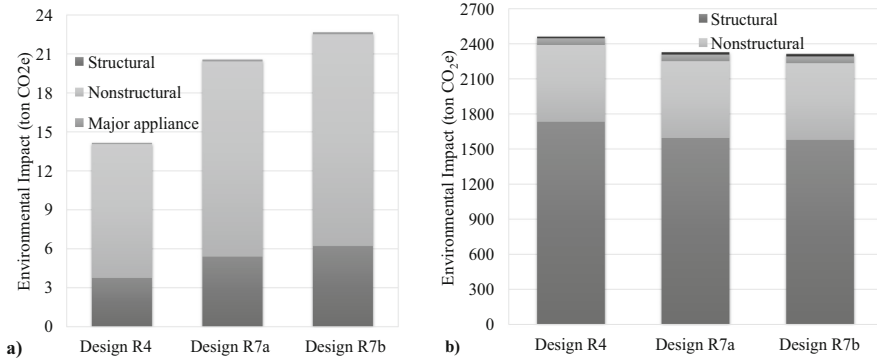 Environmental Impact (ton CO2e)
24
21
18
15
12
9
6
3
0
Structural
Nonstructural
Major appliance
Design R4 Design R7a Design R7b
a)
Environmental Impact (ton CO₂e)
2700
2400
2100
1800
1500
1200
900
600
300
0
Structural
Nonstructural
Design R4 Design R7a Design R7b
b)